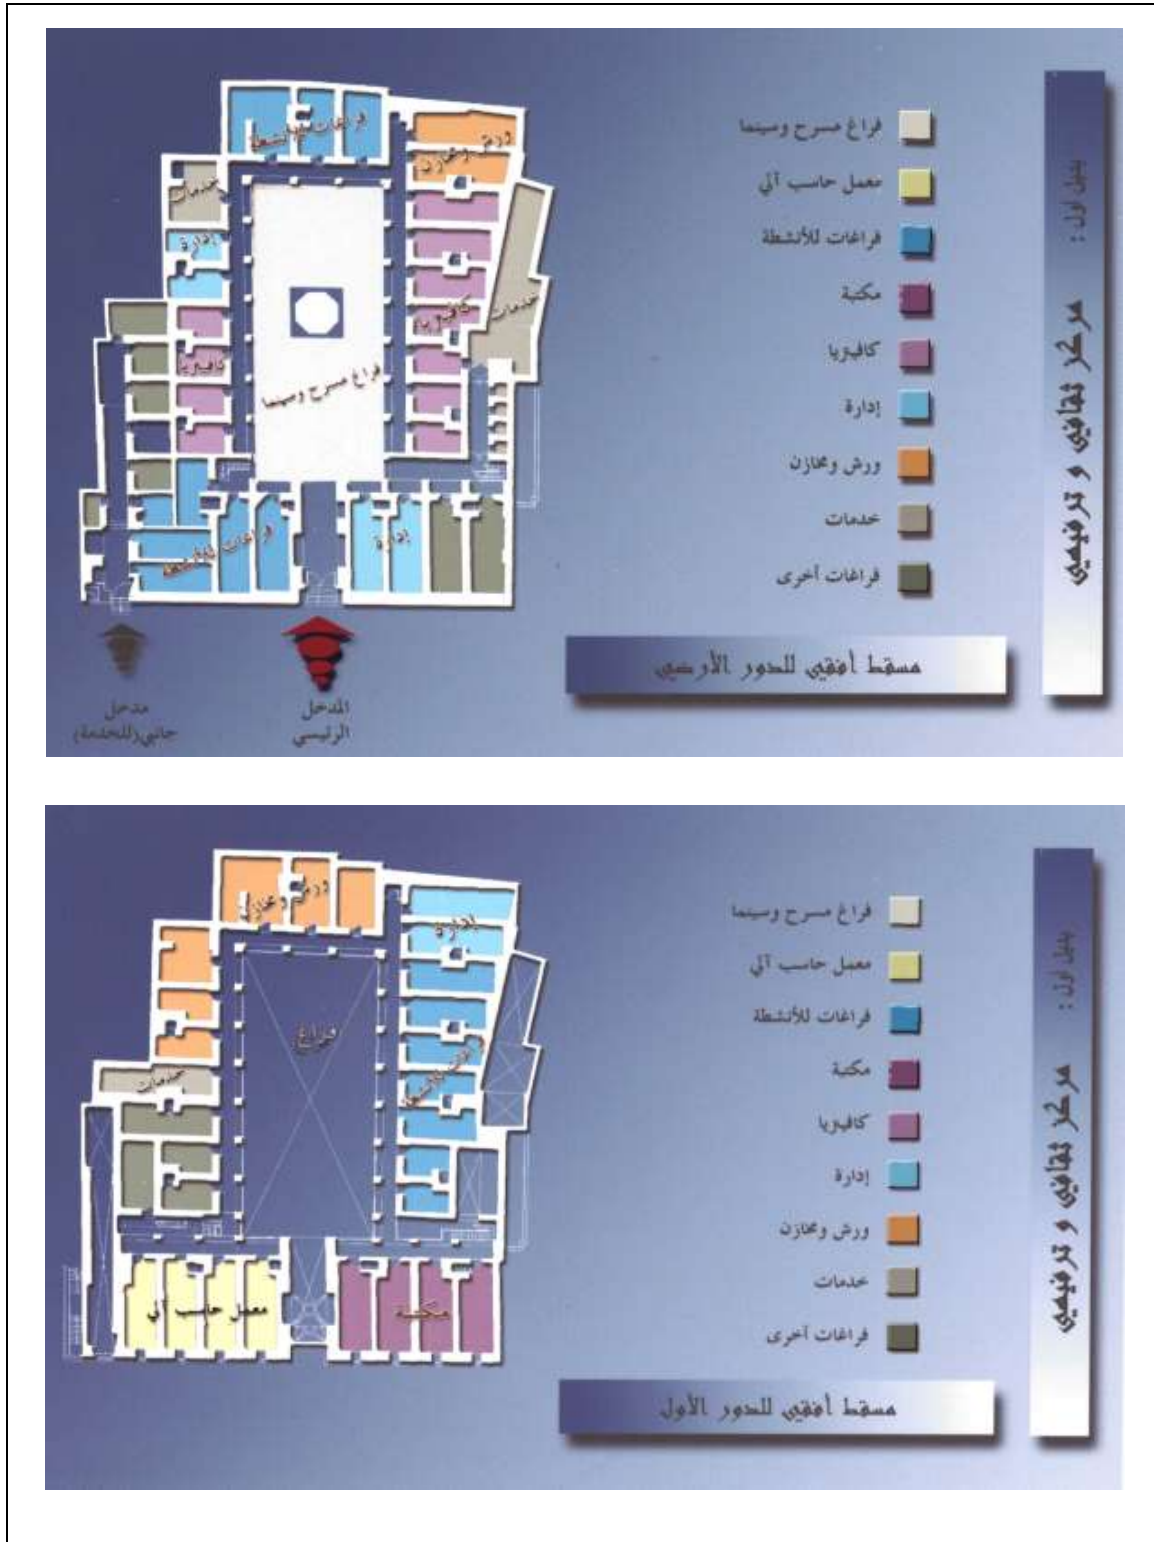 فراغات للأنشطة
ورش ومخازن
خدمات
إدارة
كافيتريا
كافيتريا
خدمات
فراغ مسرح وسينما
فراغات للأنشطة
إدارة
المدخل
الرئيسي
مدخل
جانبي(للخدمة)
فراغ مسرح وسينما
معمل حاسب آلي
فراغات للأنشطة
مكتبة
كافيتريا
إدارة
ورش ومخازن
خدمات
فراغات أخرى
مسقط أفقي للدور الأرضي
بديل أول :
مركز ثقافي و ترفيهي
ورش ومخازن
إدارة
فراغ
خدمات
فراغات للأنشطة
معمل حاسب آلي
مكتبة
فراغ مسرح وسينما
معمل حاسب آلي
فراغات للأنشطة
مكتبة
كافيتريا
إدارة
ورش ومخازن
خدمات
فراغات أخرى
مسقط أفقي للدور الأول
بديل أول :
مركز ثقافي و ترفيهي